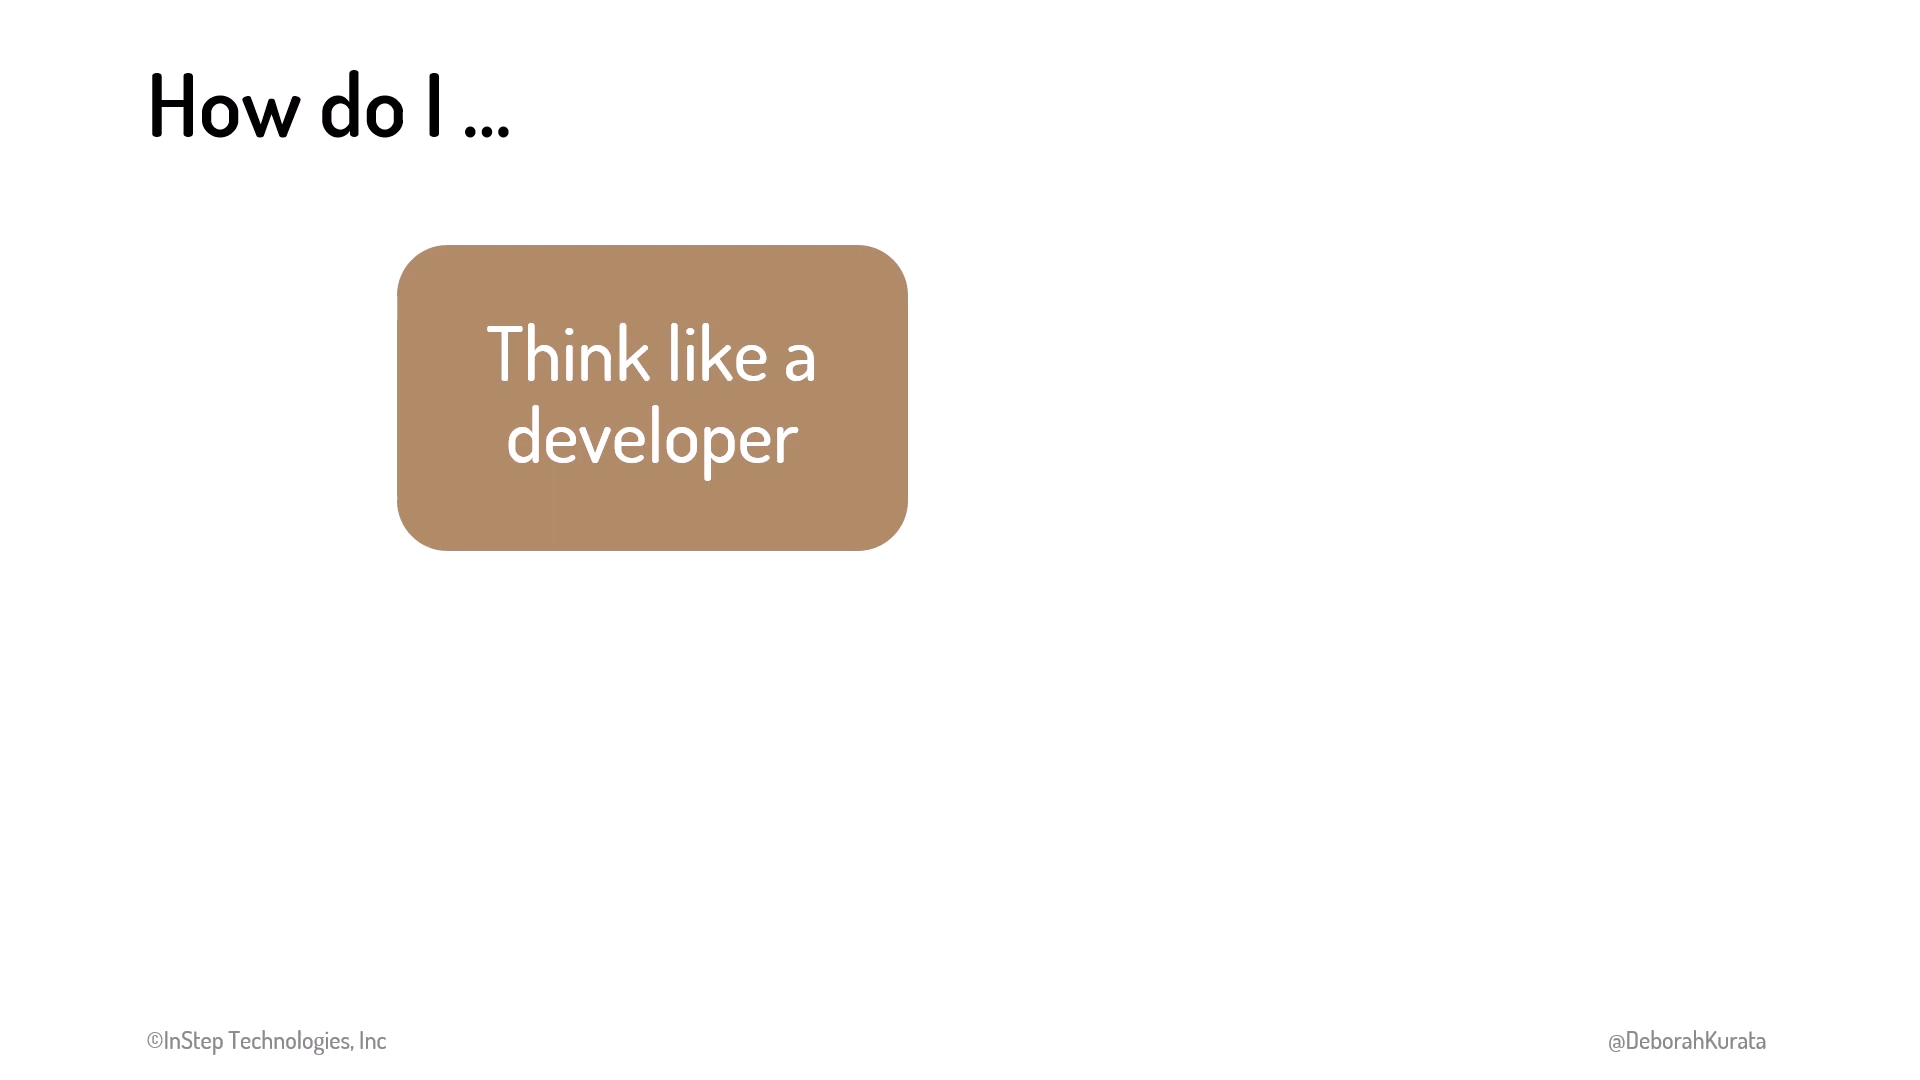 How do I ...
Think like a
developer
©InStep Technologies, Inc
@DeborahKurata